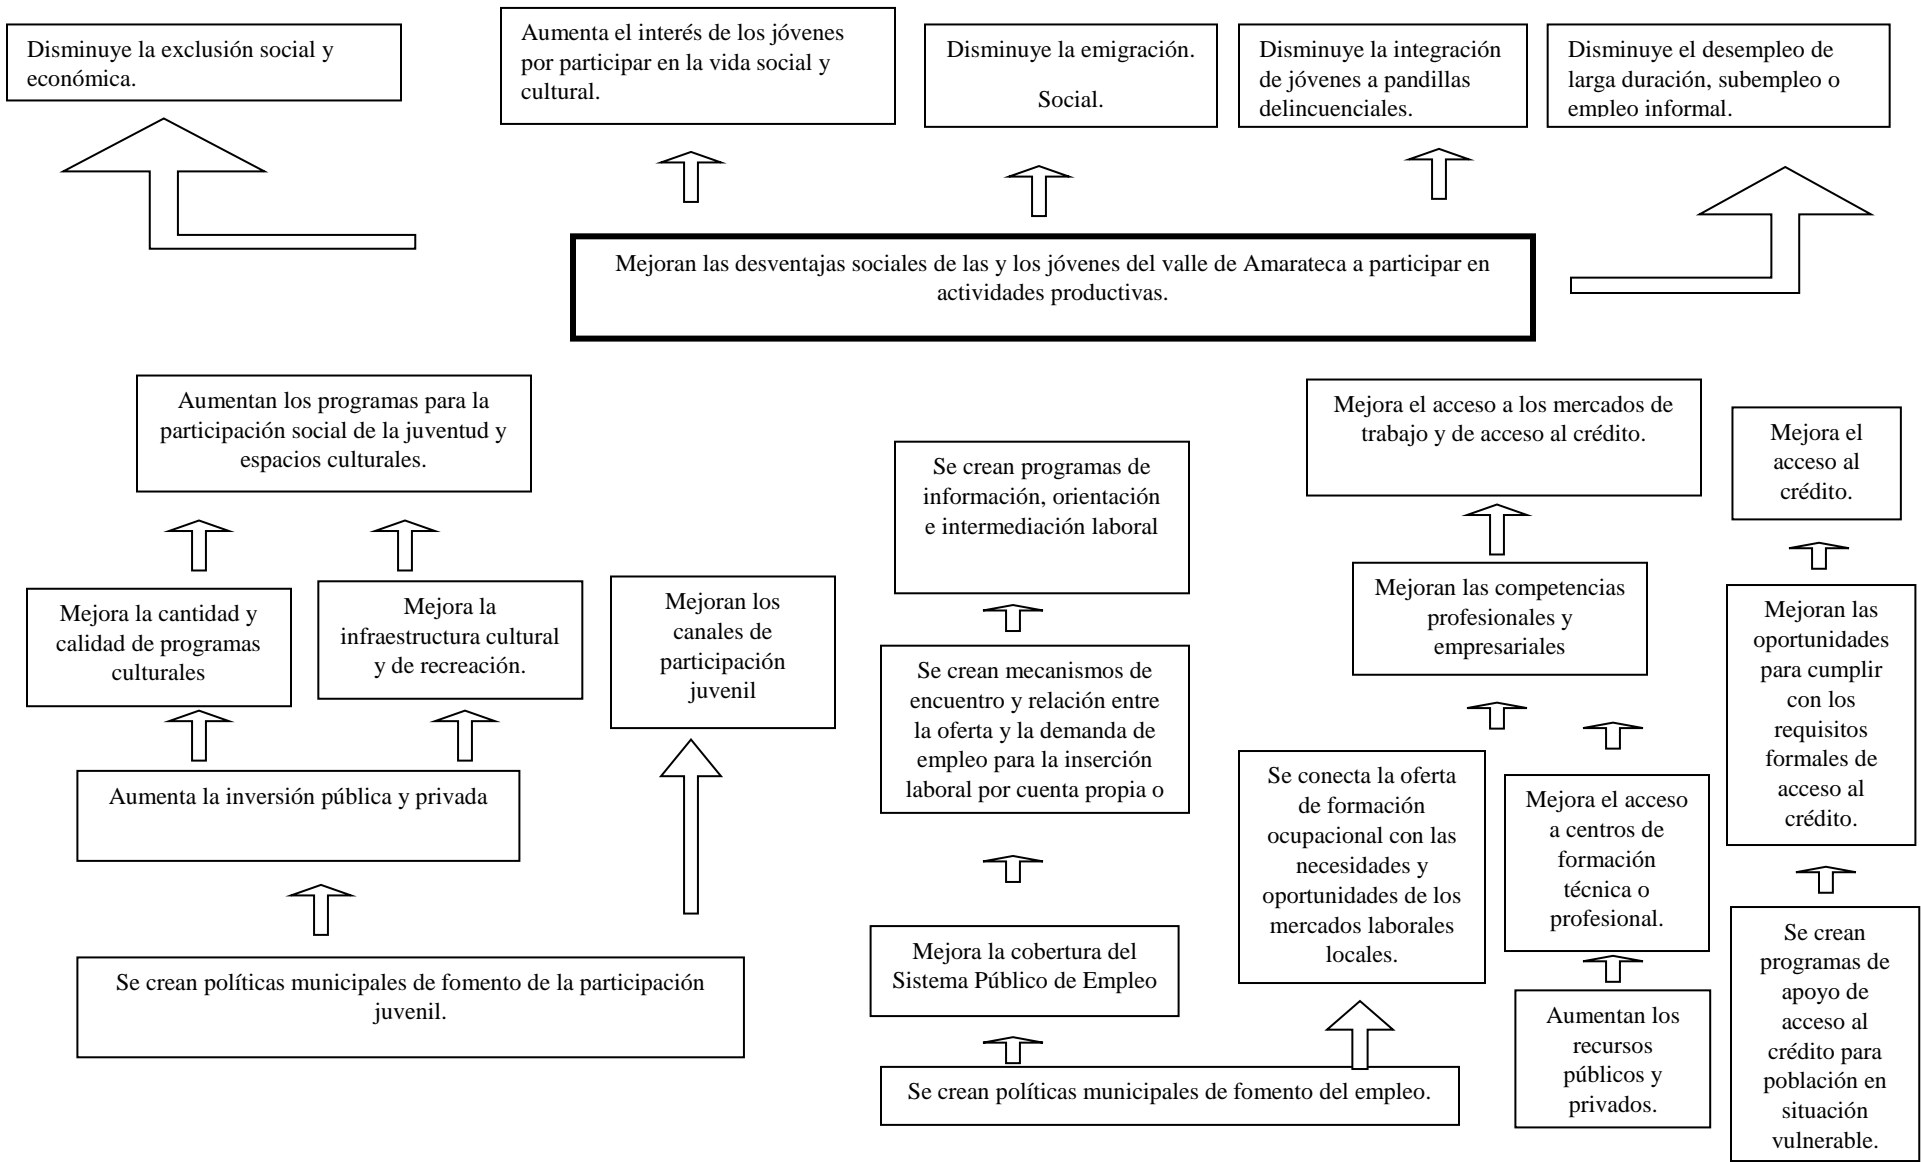 Disminuye la exclusión social y
económica.
Aumenta el interés de los jóvenes
por participar en la vida social y
cultural.
Disminuye la emigración.
Social.
Disminuye la integración
de jóvenes a pandillas
delincuenciales.
Disminuye el desempleo de
larga duración, subempleo o
empleo informal.
Mejoran las desventajas sociales de las y los jóvenes del valle de Amarateca a participar en
actividades productivas.
Aumentan los programas para la
participación social de la juventud y
espacios culturales.
Se crean programas de
información, orientación
e intermediación laboral
Mejora el acceso a los mercados de
trabajo y de acceso al crédito.
Mejora el
acceso al
crédito.
Mejora la cantidad y
calidad de programas
culturales
Mejora la
infraestructura cultural
y de recreación.
Mejoran los
canales de
participación
juvenil
Se crean mecanismos de
encuentro y relación entre
la oferta y la demanda de
empleo para la inserción
laboral por cuenta propia o
Mejoran las competencias
profesionales y
empresariales
Mejoran las
oportunidades
para cumplir
con los
requisitos
formales de
acceso al
crédito.
Aumenta la inversión pública y privada
Se conecta la oferta
de formación
ocupacional con las
necesidades y
oportunidades de los
mercados laborales
locales.
Mejora el acceso
a centros de
formación
técnica o
profesional.
Se crean políticas municipales de fomento de la participación
juvenil.
Mejora la cobertura del
Sistema Público de Empleo
Aumentan los
recursos
públicos y
privados.
Se crean
programas de
apoyo de
acceso al
crédito para
población en
situación
vulnerable.
Se crean políticas municipales de fomento del empleo.